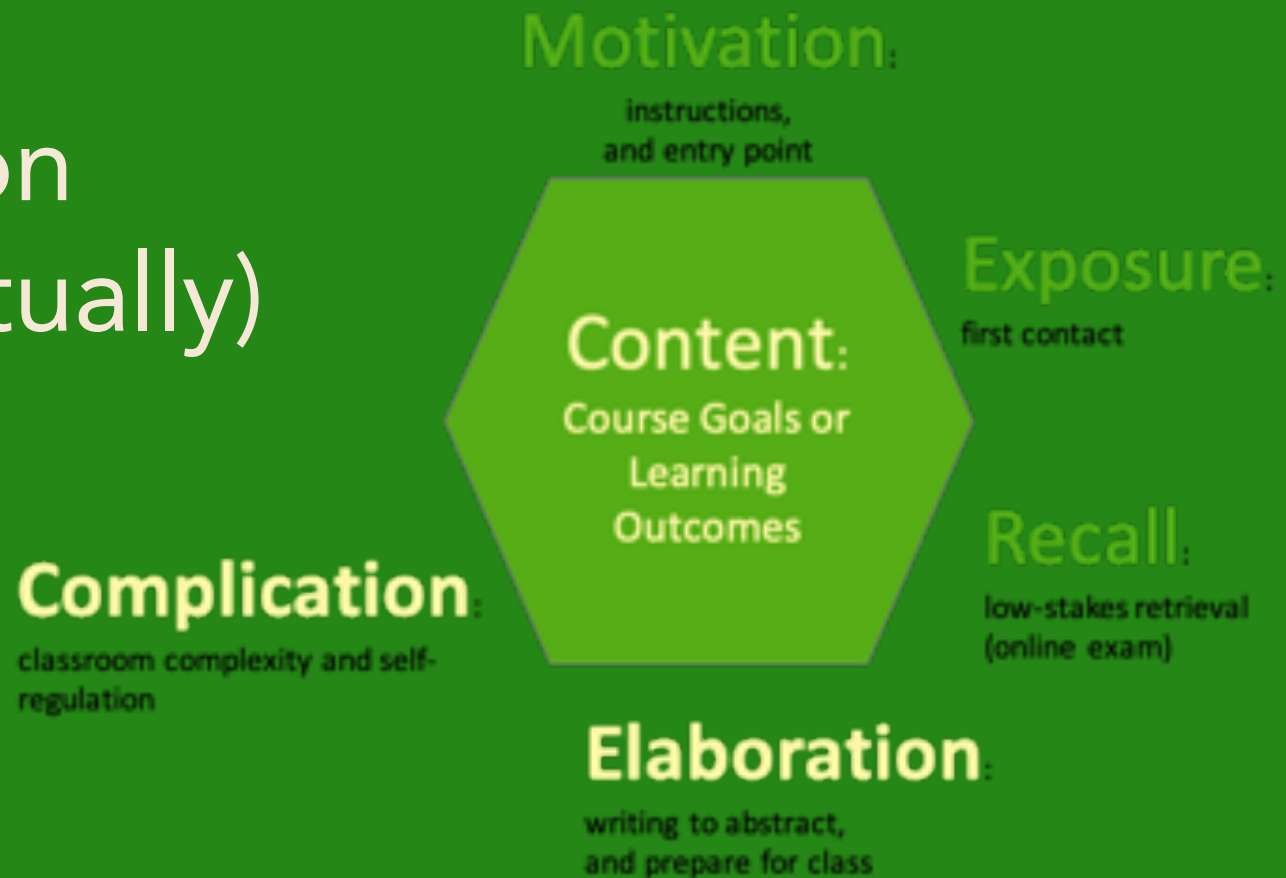 on
tually)
Motivation:
instructions,
and entry point
Exposure:
first contact
Content:
Course Goals or
Learning
Outcomes
Recall:
low-stakes retrieval
(online exam)
Complication:
classroom complexity and self-
regulation
Elaboration:
writing to abstract,
and prepare for class